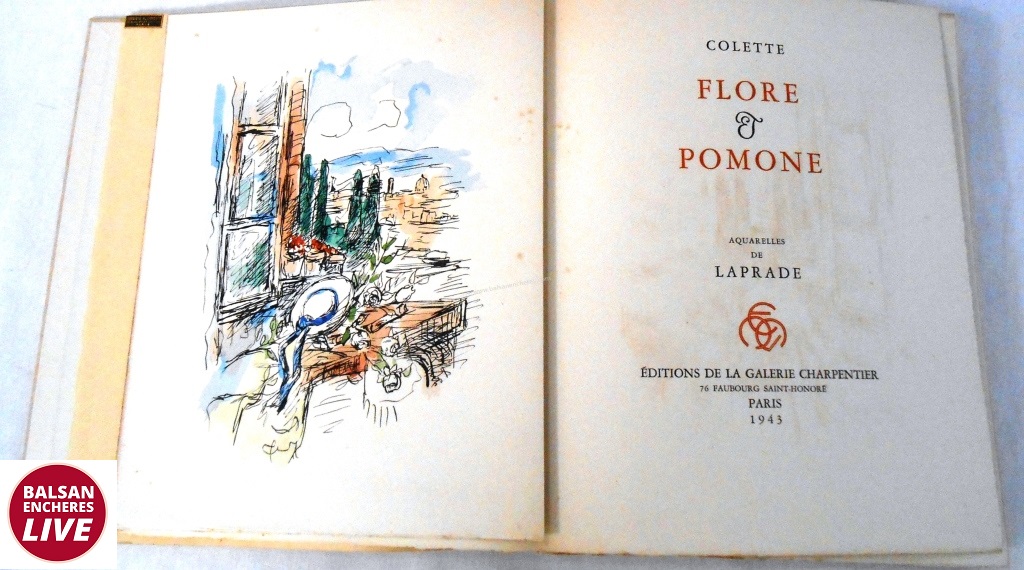 COLETTE
FLORE
&
POMONE
AQUARELLES
DE
LAPRADE
ÉDITIONS DE LA GALERIE CHARPENTIER
76 FAUBOURG SAINT-HONORÉ
PARIS
1943
BALSAN
ENCHERES
LIVE